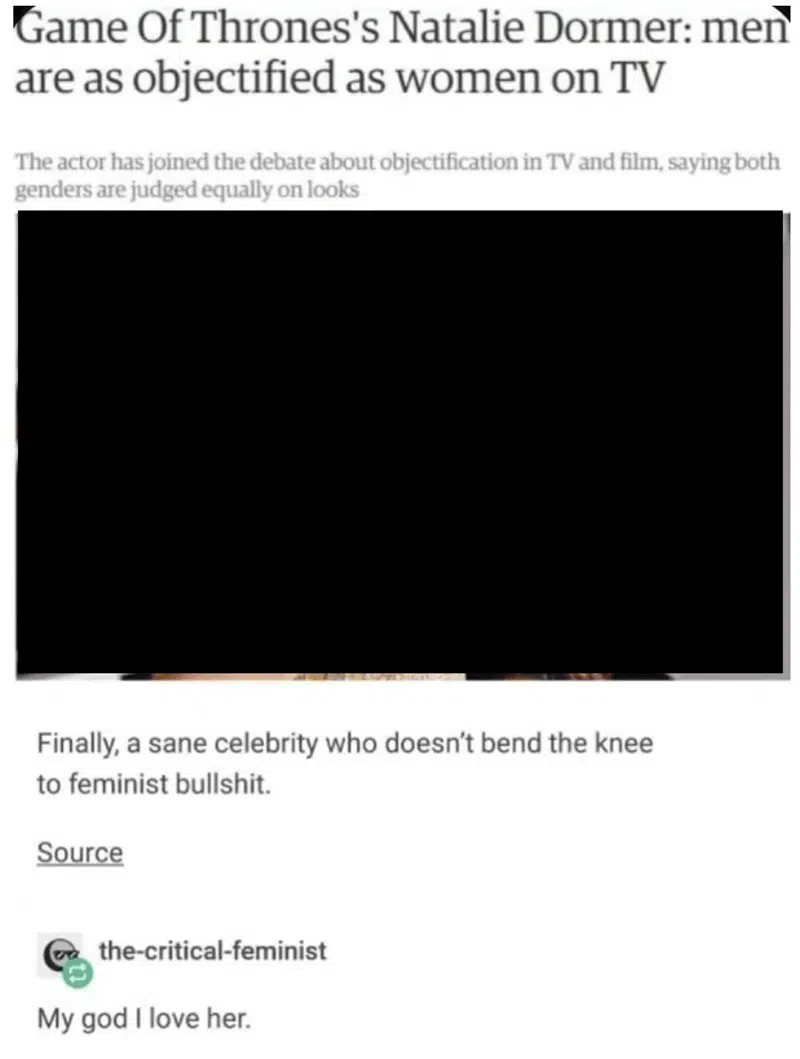 Game Of Thrones's Natalie Dormer: men
are as objectified as women on TV
The actor has joined the debate about objectification in TV and film, saying both
genders are judged equally on looks
Finally, a sane celebrity who doesn't bend the knee
to feminist bullshit.
Source
the-critical-feminist
My god I love her.